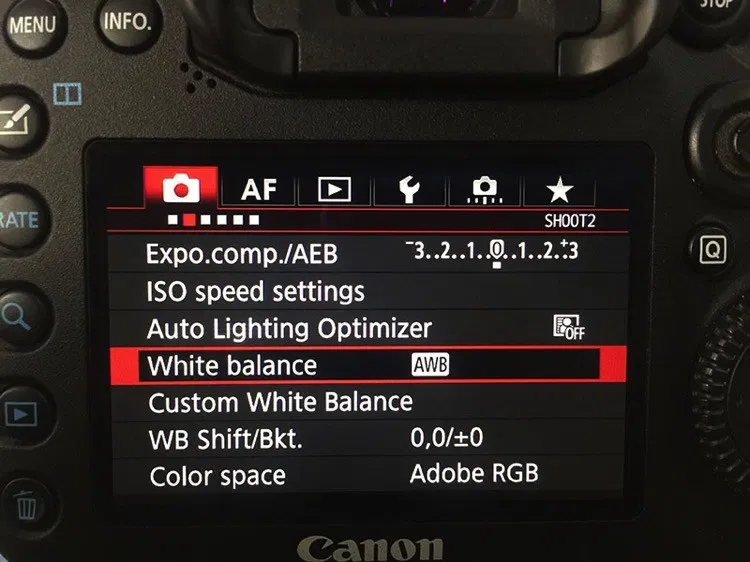 STOP
MENU INFO.
AF
SHOOT2
Expo.comp./AEB -3..2..1..0..1..2.+3
ISO speed settings
Auto Lighting Optimizer OFF
White balance AWB
Custom White Balance
WB Shift/Bkt. 0,0/±0
Color space Adobe RGB
RATE
Q
Canon